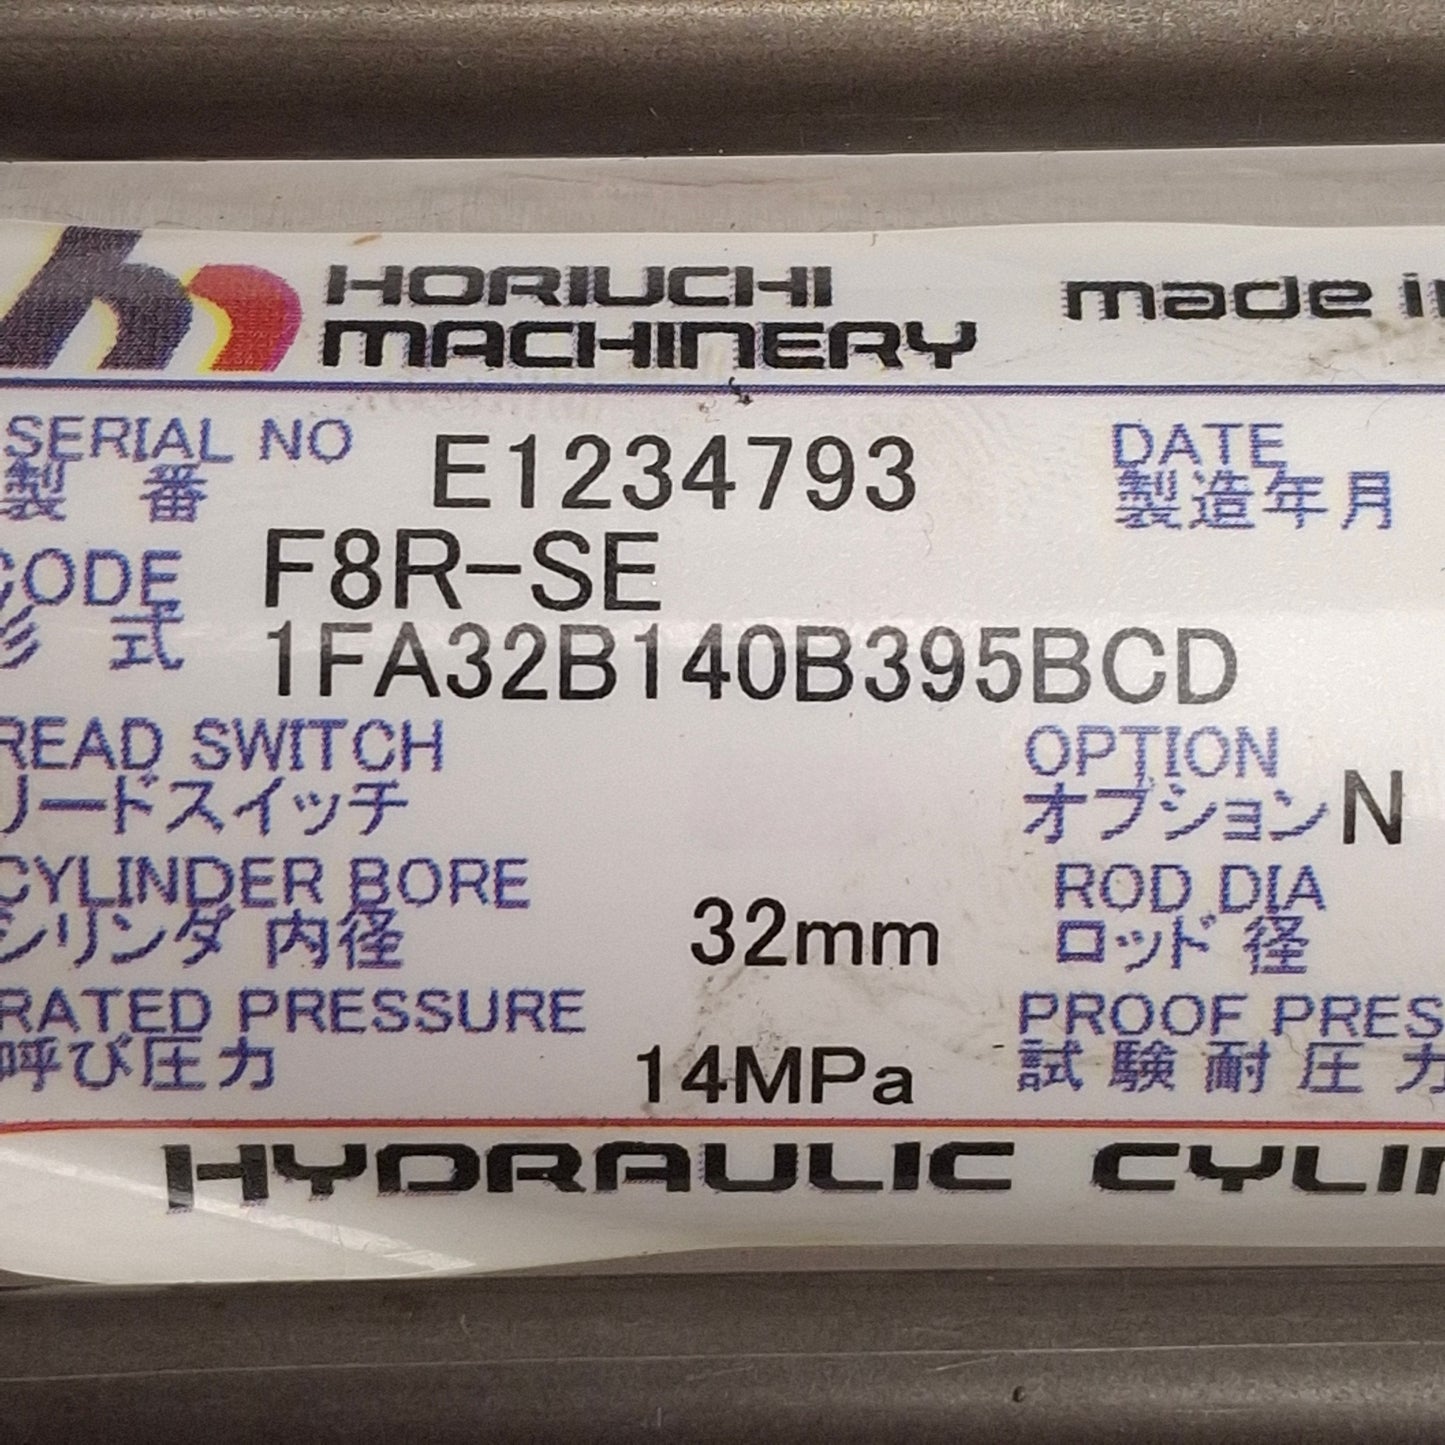 HORIUCHI
MACHINERY
made in
SERIAL NO
製 番
E1234793
DATE
製造年月
CODE
形 式
F8R-SE
1FA32B140B395BCD
READ SWITCH
リードスイッチ
OPTION
オプション
N
CYLINDER BORE
シリンダ 内径
32mm
ROD DIA
ロッド 径
RATED PRESSURE
呼び圧力
14MPa
PROOF PRES
試験耐圧力
HYDRAULIC CYLIN